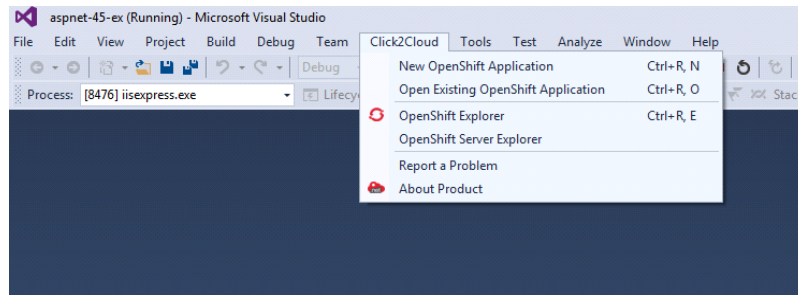 aspnet-45-ex (Running) - Microsoft Visual Studio
File Edit View Project Build Debug Team Click2Cloud Tools Test Analyze Window Help
Debug
New OpenShift Application Ctrl+R, N
Open Existing OpenShift Application Ctrl+R, O
Process: [8476] iisexpress.exe Lifecy Stac
OpenShift Explorer Ctrl+R, E
OpenShift Server Explorer
Report a Problem
About Product